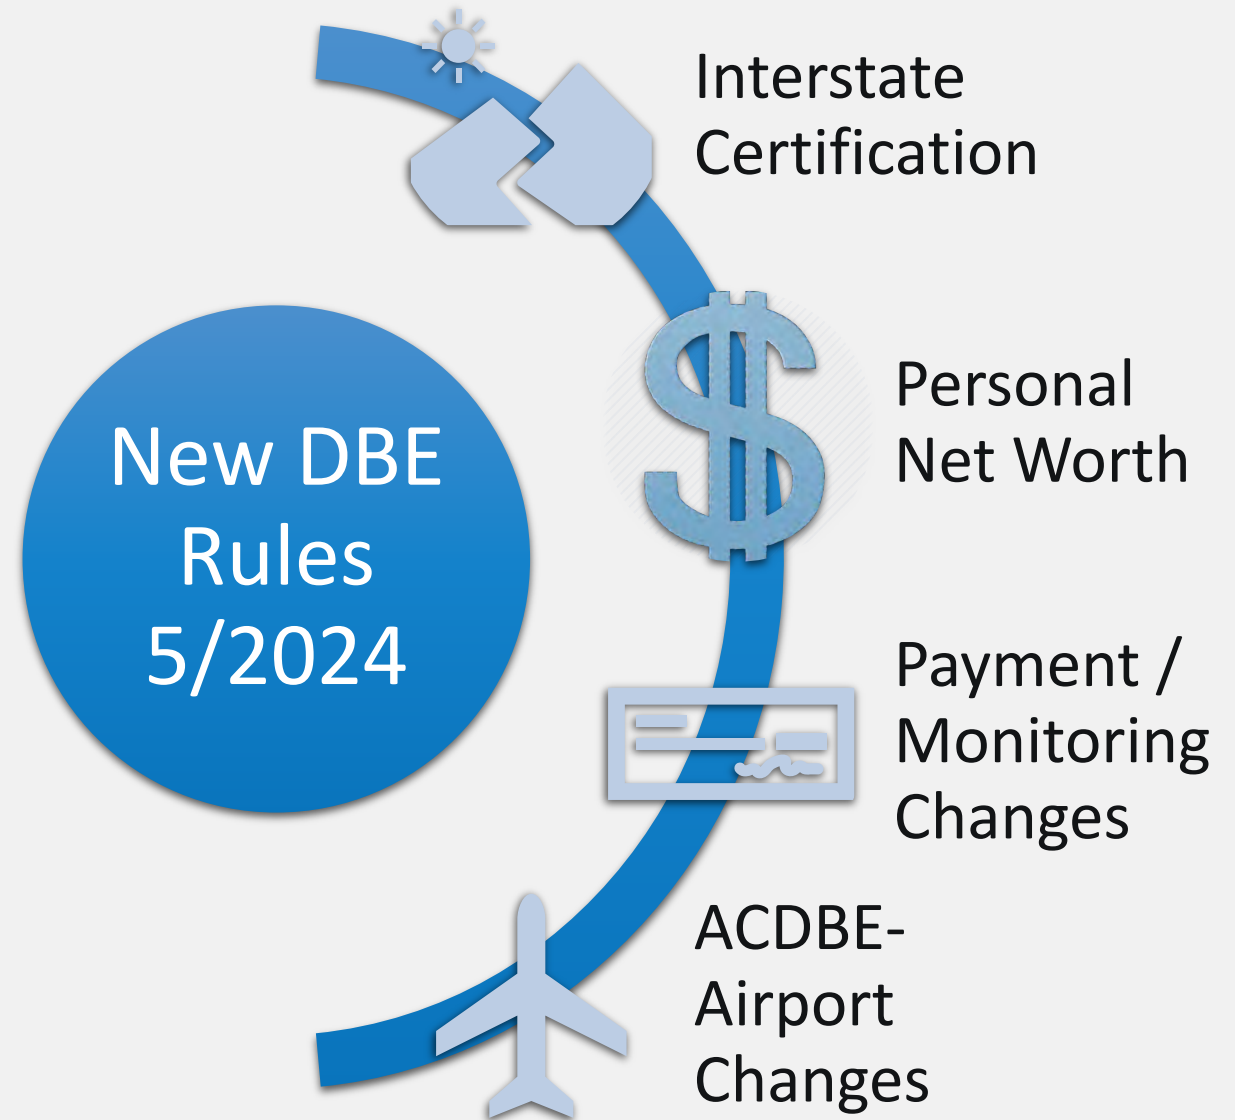 New DBE
Rules
5/2024
Interstate
Certification
Personal
Net Worth
Payment /
Monitoring
Changes
ACDBE-
Airport
Changes